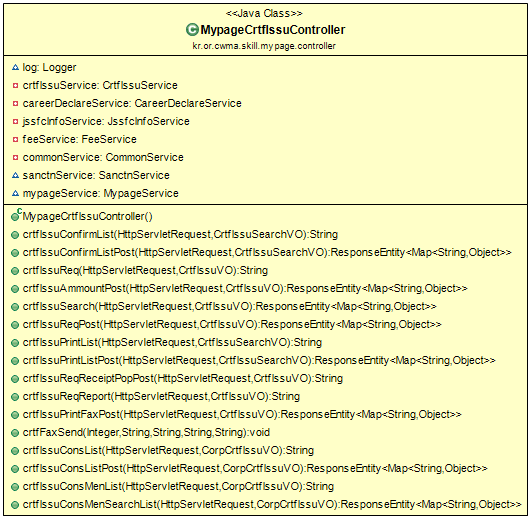 <<Java Class>>
MypageCrtfIssuController
kr.or.cwma.skill.mypage.controller
log: Logger
crtfIssuService: CrtfIssuService
careerDeclareService: CareerDeclareService
jssfcInfoService: JssfcInfoService
feeService: FeeService
commonService: CommonService
sanctnService: SanctnService
mypageService: MypageService
MypageCrtfIssuController()
crtfIssuConfirmList(HttpServletRequest,CrtfIssuSearchVO):String
crtfIssuConfirmListPost(HttpServletRequest,CrtfIssuSearchVO):ResponseEntity<Map<String,Object>>
crtfIssuReq(HttpServletRequest,CrtfIssuVO):String
crtfIssuAmmountPost(HttpServletRequest,CrtfIssuVO):ResponseEntity<Map<String,Object>>
crtfIssuSearch(HttpServletRequest,CrtfIssuVO):ResponseEntity<Map<String,Object>>
crtfIssuReqPost(HttpServletRequest,CrtfIssuVO):ResponseEntity<Map<String,Object>>
crtfIssuPrintList(HttpServletRequest,CrtfIssuSearchVO):String
crtfIssuPrintListPost(HttpServletRequest,CrtfIssuSearchVO):ResponseEntity<Map<String,Object>>
crtfIssuReqReceiptPopPost(HttpServletRequest,CrtfIssuVO):String
crtfIssuReqReport(HttpServletRequest,CrtfIssuVO):String
crtfIssuPrintFaxPost(HttpServletRequest,CrtfIssuVO):ResponseEntity<Map<String,Object>>
crtfFaxSend(Integer,String,String,String,String):void
crtfIssuConsList(HttpServletRequest,CorpCrtfIssuVO):String
crtfIssuConsListPost(HttpServletRequest,CorpCrtfIssuVO):ResponseEntity<Map<String,Object>>
crtfIssuConsMenList(HttpServletRequest,CorpCrtfIssuVO):String
crtfIssuConsMenSearchList(HttpServletRequest,CorpCrtfIssuVO):ResponseEntity<Map<String,Object>>